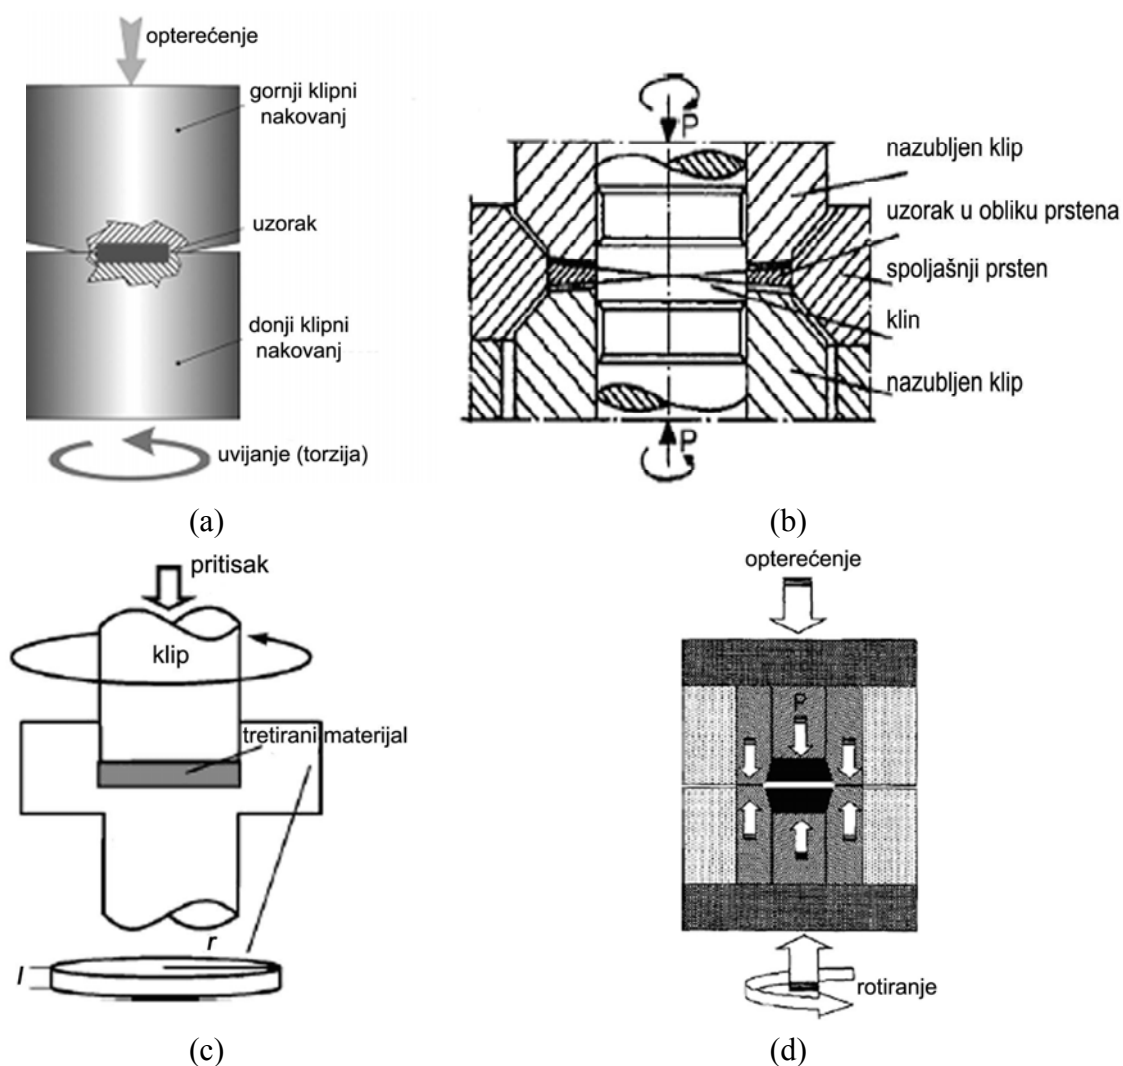 opterećenje
gornji klipni
nakovanj
uzorak
donji klipni
nakovanj
uvijanje (torzija)
(a)
P
nazubljen klip
uzorak u obliku prstena
spoljašnji prsten
klin
nazubljen klip
P
(b)
pritisak
klip
tretirani materijal
r
l
(c)
opterećenje
P
rotiranje
(d)